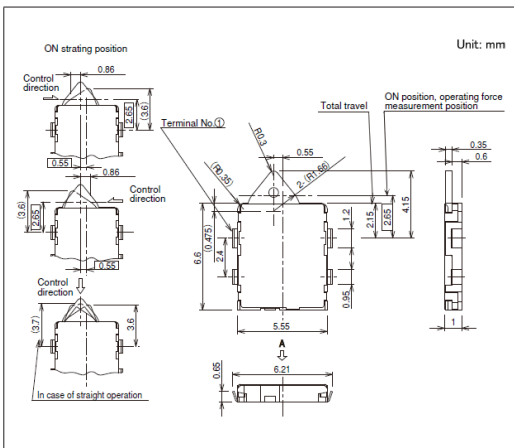 Unit: mm
ON strating position
0.86
Control
direction
2.65
(3.6)
0.55
0.86
Control
direction
(3.6)
2.65
0.55
Control
direction
(3.7)
3.6
In case of straight operation
ON position, operating force
measurement position
Total travel
Terminal No.①
0.55
R0.3
(R0.35)
2-(R1.66)
6.6
(0.475)
2.4
1.2
0.95
2.15
2.65
4.15
5.55
A
6.21
0.65
0.35
0.6
1